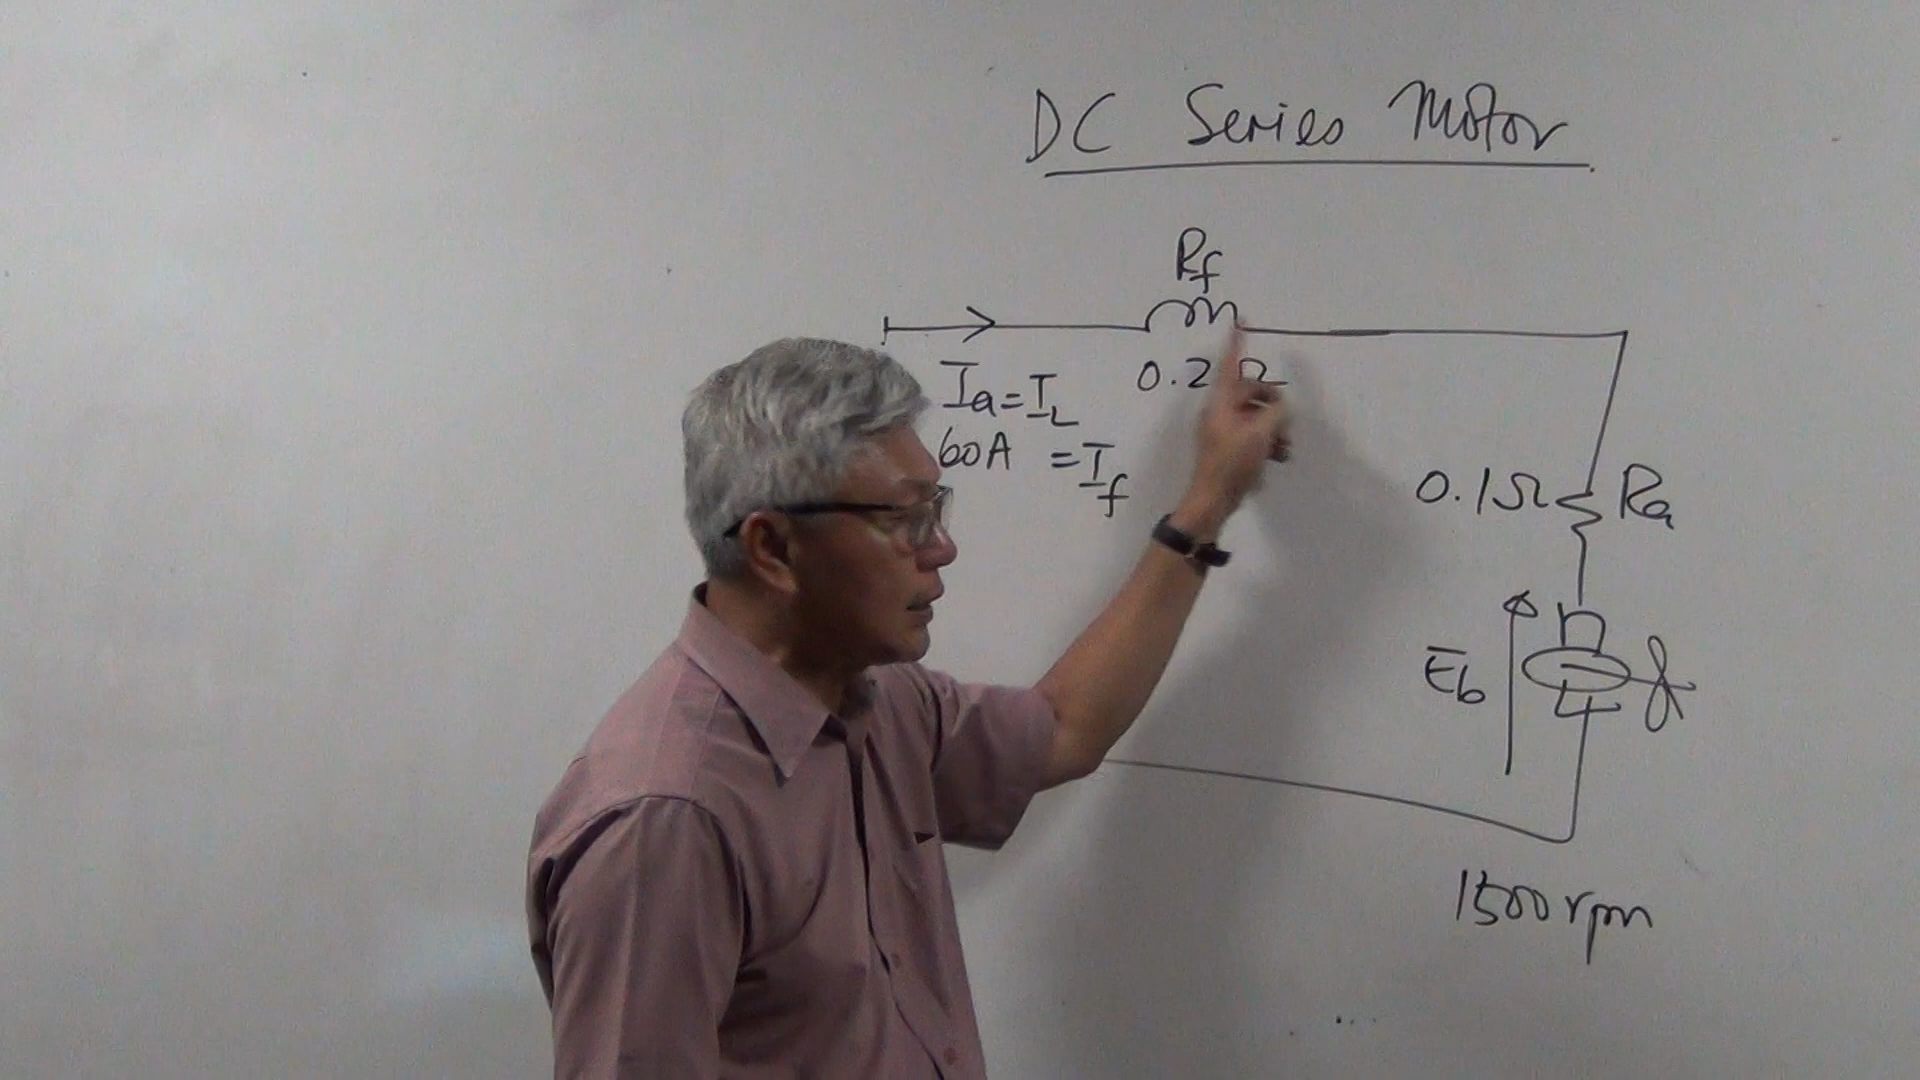 DC Series Motor
Rf
0.2 Ω
Ia = IL
60A = If
0.1Ω
Ra
Eb
1500 rpm